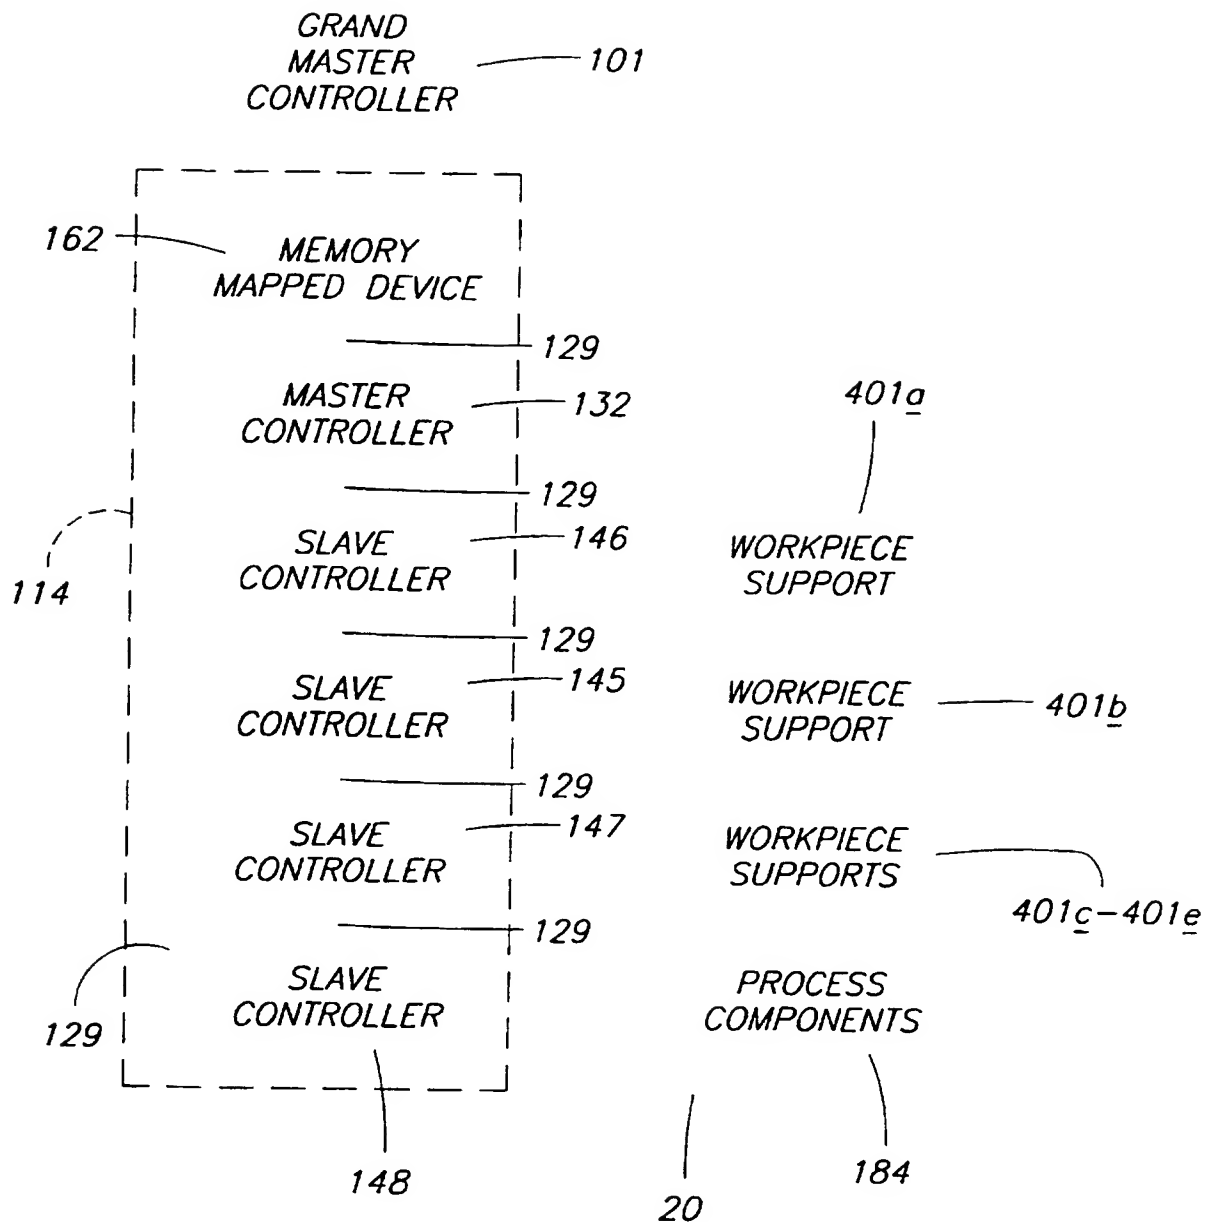 GRAND
MASTER
CONTROLLER
101
162
MEMORY
MAPPED DEVICE
129
MASTER
CONTROLLER
132
401a
129
SLAVE
CONTROLLER
146
WORKPIECE
SUPPORT
114
129
SLAVE
CONTROLLER
145
WORKPIECE
SUPPORT
401b
129
SLAVE
CONTROLLER
147
WORKPIECE
SUPPORTS
401c-401e
129
SLAVE
CONTROLLER
PROCESS
COMPONENTS
129
148
20
184